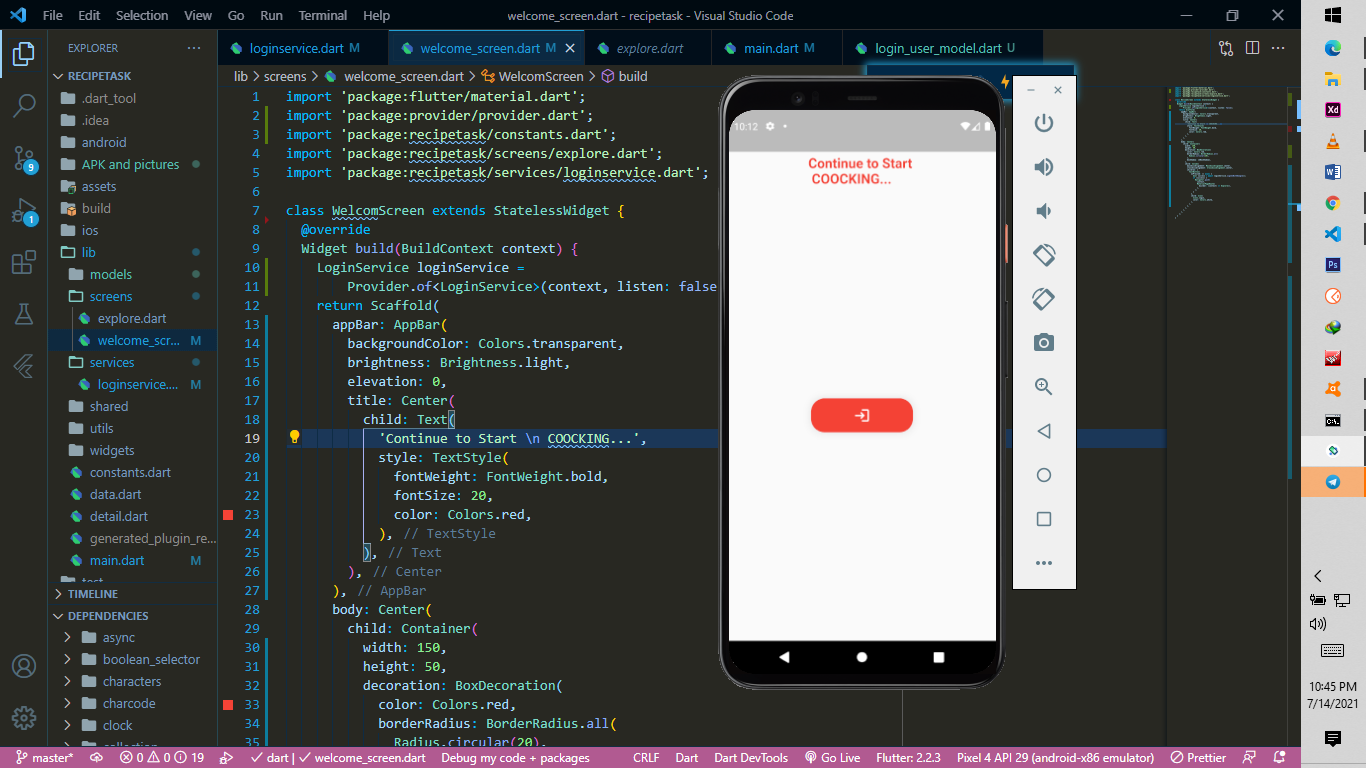 File Edit Selection View Go Run Terminal Help
welcome_screen.dart - recipetask - Visual Studio Code
EXPLORER
loginservice.dart M
welcome_screen.dart M
explore.dart
main.dart M
login_user_model.dart U
lib > screens > welcome_screen.dart > WelcomScreen > build
RECIPETASK
.dart_tool
.idea
android
APK and pictures
assets
build
ios
lib
models
screens
explore.dart
welcome_scr... M
services
loginservice.... M
shared
utils
widgets
constants.dart
data.dart
detail.dart
generated_plugin_re...
main.dart M
test
TIMELINE
DEPENDENCIES
async
boolean_selector
characters
charcode
clock
9
1
1 import 'package:flutter/material.dart';
2 import 'package:provider/provider.dart';
3 import 'package:recipetask/constants.dart';
4 import 'package:recipetask/screens/explore.dart';
5 import 'package:recipetask/services/loginservice.dart';
6
7 class WelcomScreen extends StatelessWidget {
8 @override
9 Widget build(BuildContext context) {
10 LoginService loginService =
11 Provider.of<LoginService>(context, listen: false
12 return Scaffold(
13 appBar: AppBar(
14 backgroundColor: Colors.transparent,
15 brightness: Brightness.light,
16 elevation: 0,
17 title: Center(
18 child: Text(
19 'Continue to Start \n COOCKING...',
20 style: TextStyle(
21 fontWeight: FontWeight.bold,
22 fontSize: 20,
23 color: Colors.red,
24 ), // TextStyle
25 ), // Text
26 ), // Center
27 ), // AppBar
28 body: Center(
29 child: Container(
30 width: 150,
31 height: 50,
32 decoration: BoxDecoration(
33 color: Colors.red,
34 borderRadius: BorderRadius.all(
35 Radius.circular(20),
10:12
Continue to Start
COOCKING...
Xd
Ps
10:45 PM
7/14/2021
master* 0 0 19 dart | welcome_screen.dart Debug my code + packages CRLF Dart Dart DevTools Go Live Flutter: 2.2.3 Pixel 4 API 29 (android-x86 emulator) Prettier